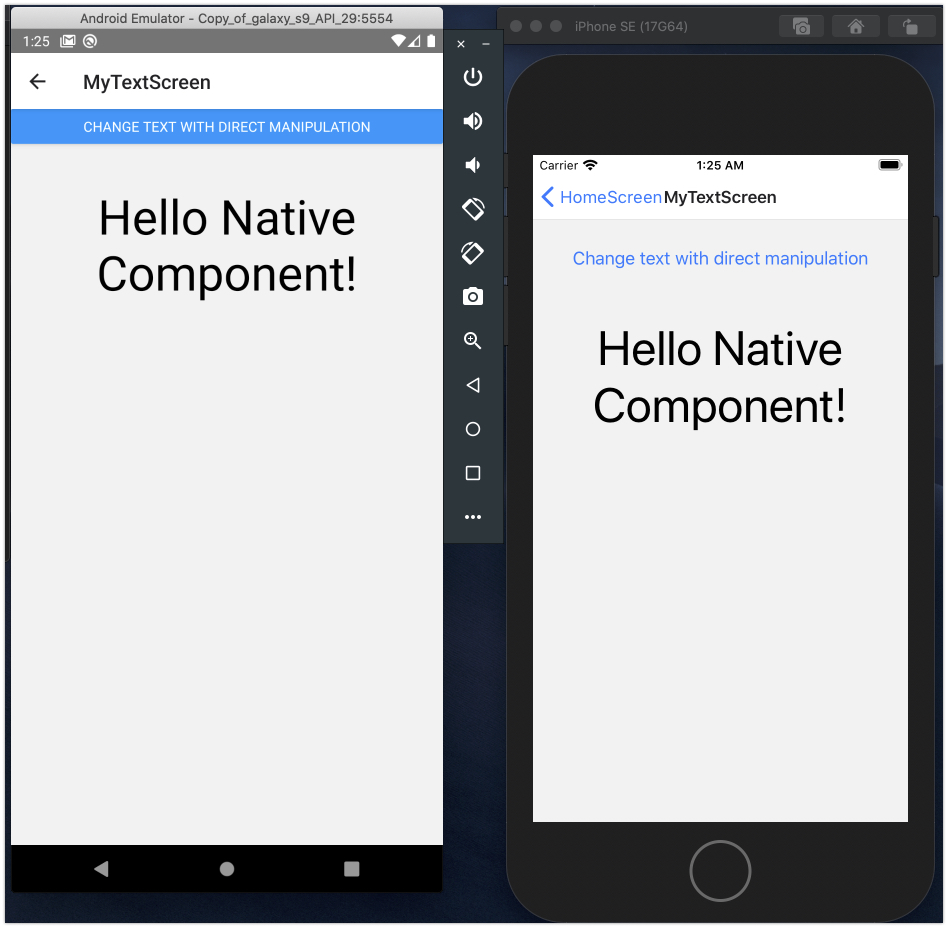 Android Emulator - Copy_of_galaxy_s9_API_29:5554
1:25
MyTextScreen
CHANGE TEXT WITH DIRECT MANIPULATION
Hello Native
Component!
iPhone SE (17G64)
Carrier 1:25 AM
HomeScreen MyTextScreen
Change text with direct manipulation
Hello Native
Component!